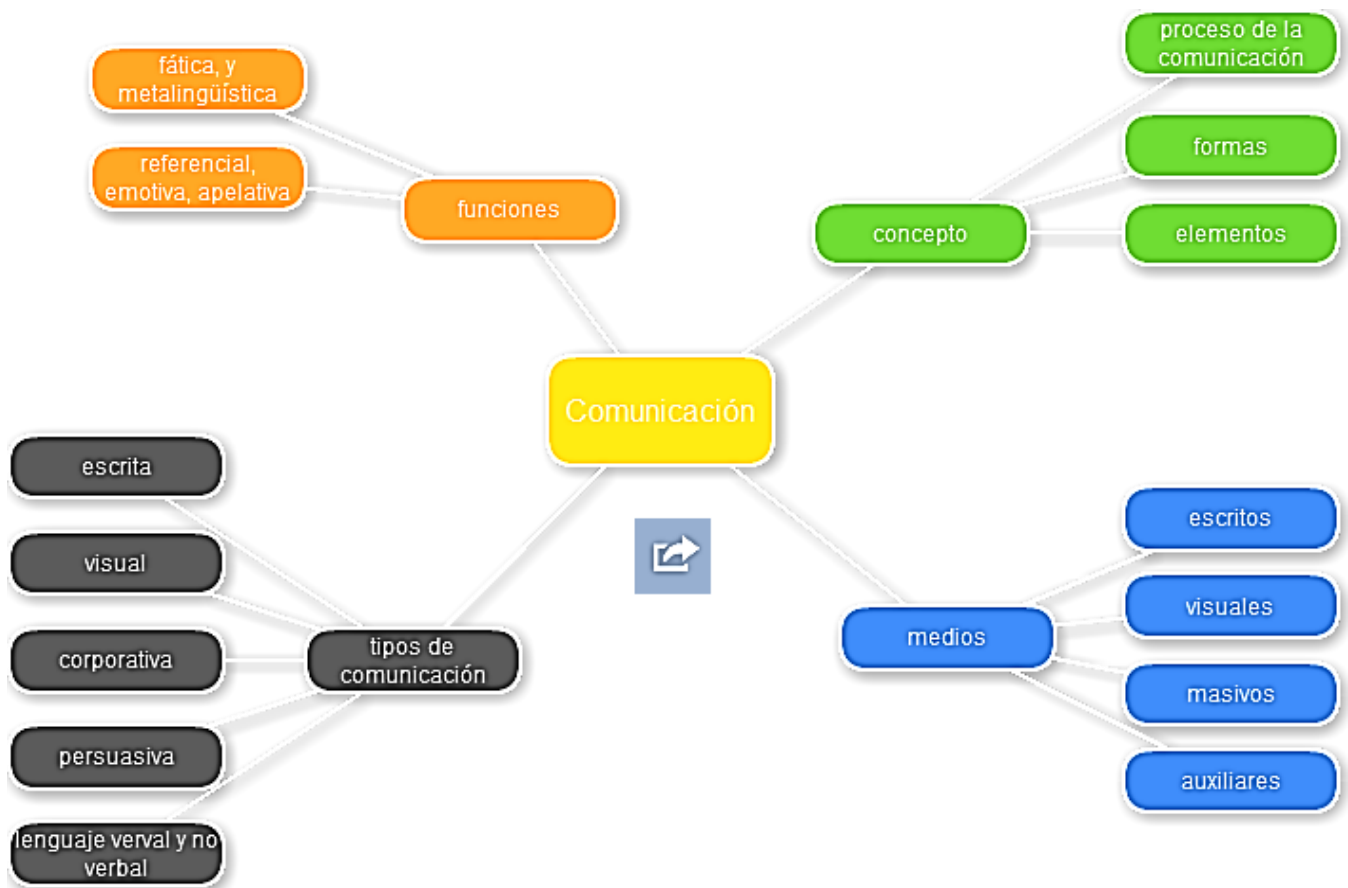 fática, y
metalingüística
referencial,
emotiva, apelativa
funciones
proceso de la
comunicación
formas
elementos
concepto
Comunicación
escrita
visual
corporativa
persuasiva
lenguaje verval y no
verbal
tipos de
comunicación
medios
escritos
visuales
masivos
auxiliares